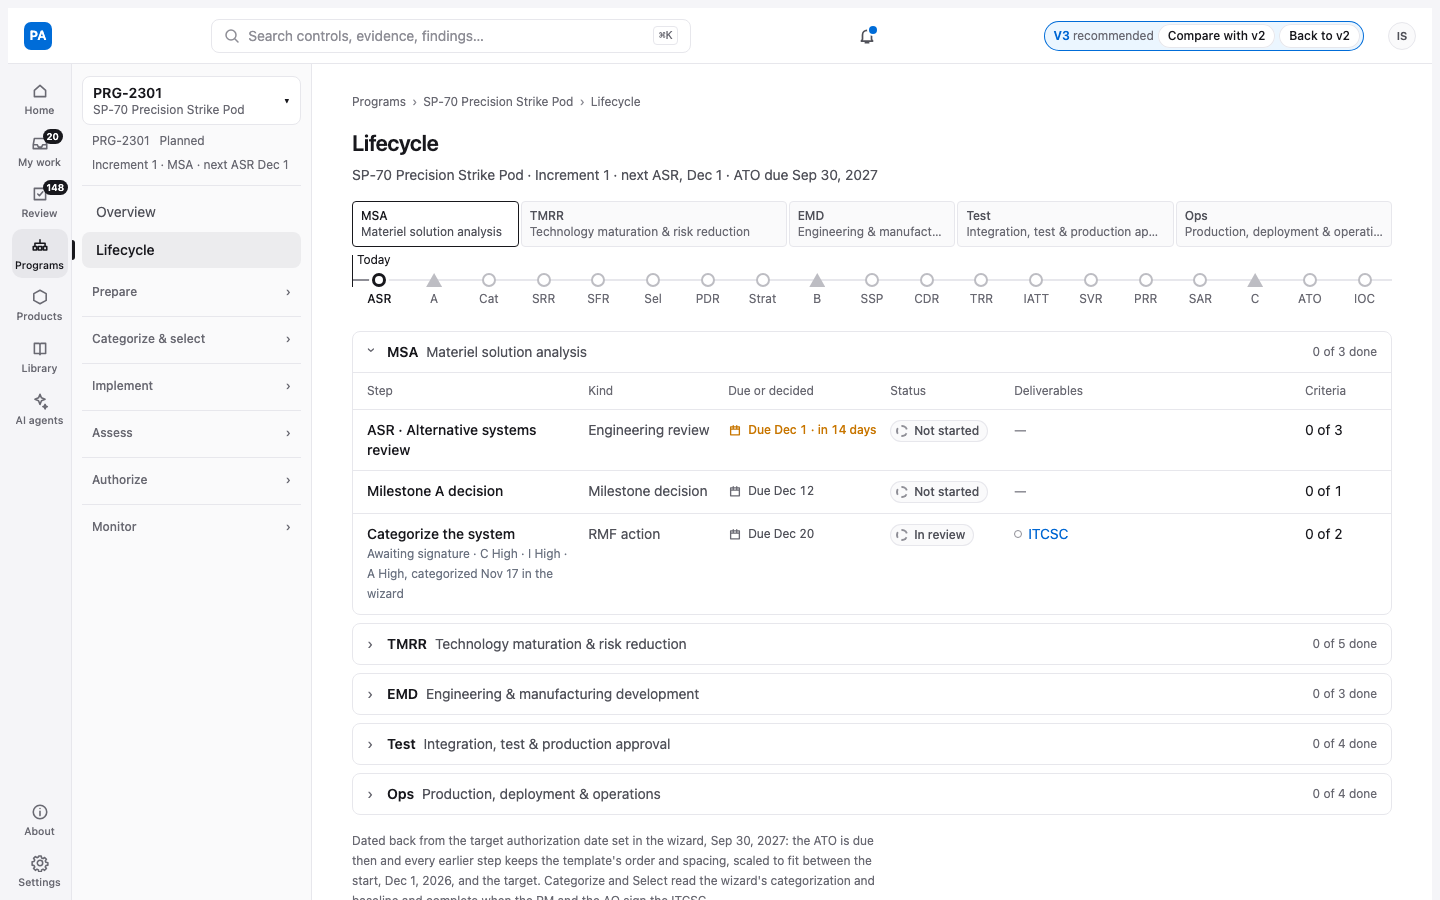 PA
Search controls, evidence, findings...
⌘K
V3 recommended
Compare with v2
Back to v2
IS
Home
20
My work
148
Review
Programs
Products
Library
AI agents
About
Settings
PRG-2301
SP-70 Precision Strike Pod
PRG-2301 Planned
Increment 1 · MSA · next ASR Dec 1
Overview
Lifecycle
Prepare
Categorize & select
Implement
Assess
Authorize
Monitor
Programs › SP-70 Precision Strike Pod › Lifecycle
Lifecycle
SP-70 Precision Strike Pod · Increment 1 · next ASR, Dec 1 · ATO due Sep 30, 2027
MSA
Materiel solution analysis
TMRR
Technology maturation & risk reduction
EMD
Engineering & manufact...
Test
Integration, test & production ap...
Ops
Production, deployment & operati...
Today
ASR A Cat SRR SFR Sel PDR Strat B SSP CDR TRR IATT SVR PRR SAR C ATO IOC
MSA Materiel solution analysis 0 of 3 done
Step Kind Due or decided Status Deliverables Criteria
ASR · Alternative systems review Engineering review Due Dec 1 · in 14 days Not started — 0 of 3
Milestone A decision Milestone decision Due Dec 12 Not started — 0 of 1
Categorize the system RMF action Due Dec 20 In review ITCSC 0 of 2
Awaiting signature · C High · I High ·
A High, categorized Nov 17 in the
wizard
TMRR Technology maturation & risk reduction 0 of 5 done
EMD Engineering & manufacturing development 0 of 3 done
Test Integration, test & production approval 0 of 4 done
Ops Production, deployment & operations 0 of 4 done
Dated back from the target authorization date set in the wizard, Sep 30, 2027: the ATO is due
then and every earlier step keeps the template's order and spacing, scaled to fit between the
start, Dec 1, 2026, and the target. Categorize and Select read the wizard's categorization and
baseline and complete when the PM and the AO sign the ITCSC.